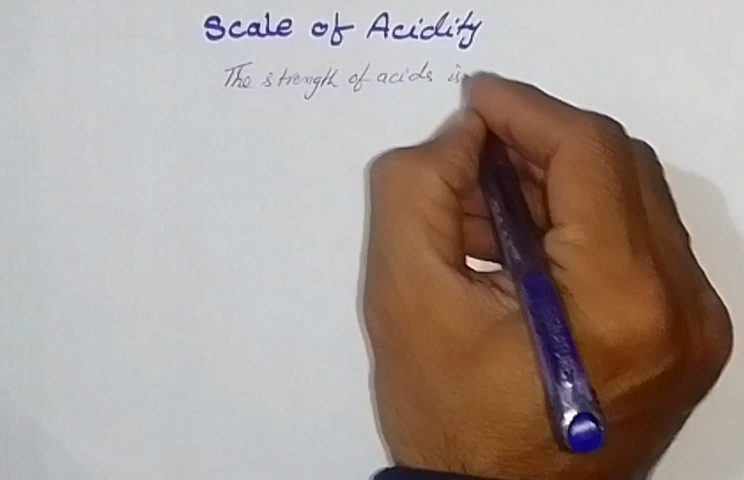 Scale of Acidity
The strength of acids is